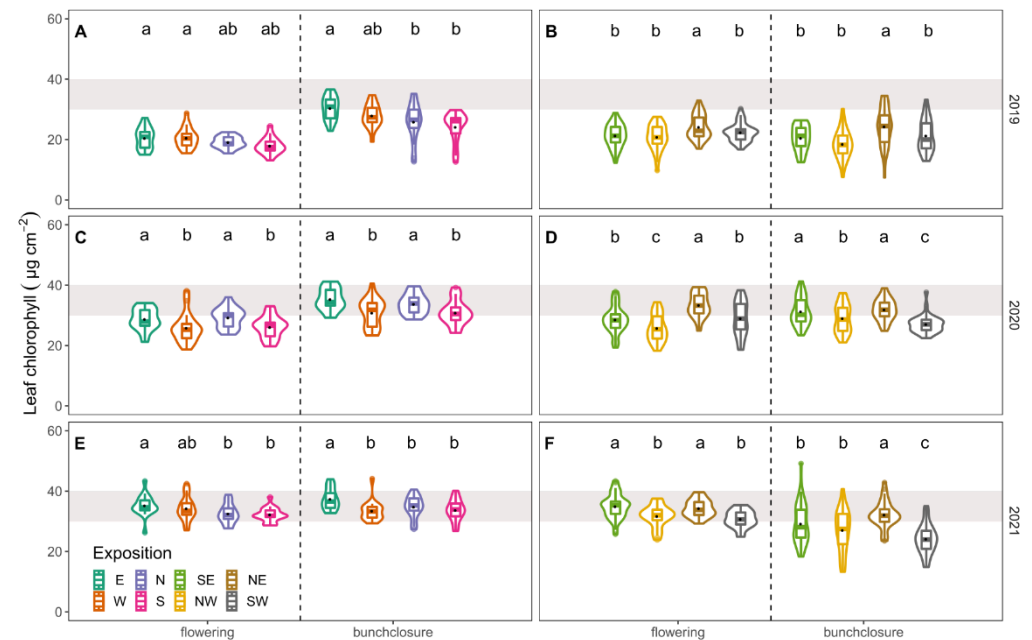 60
A a a ab ab a ab b b
B b b a b b b a b
40
20
0
2019
Leaf chlorophyll ( µg cm−2)
60
C a b a b a b a b
D b c a b a b a c
40
20
0
2020
60
E a ab b b a b b b
F a b a b b b a c
40
20
0
2021
Exposition
E N SE NE
W S NW SW
flowering bunchclosure flowering bunchclosure